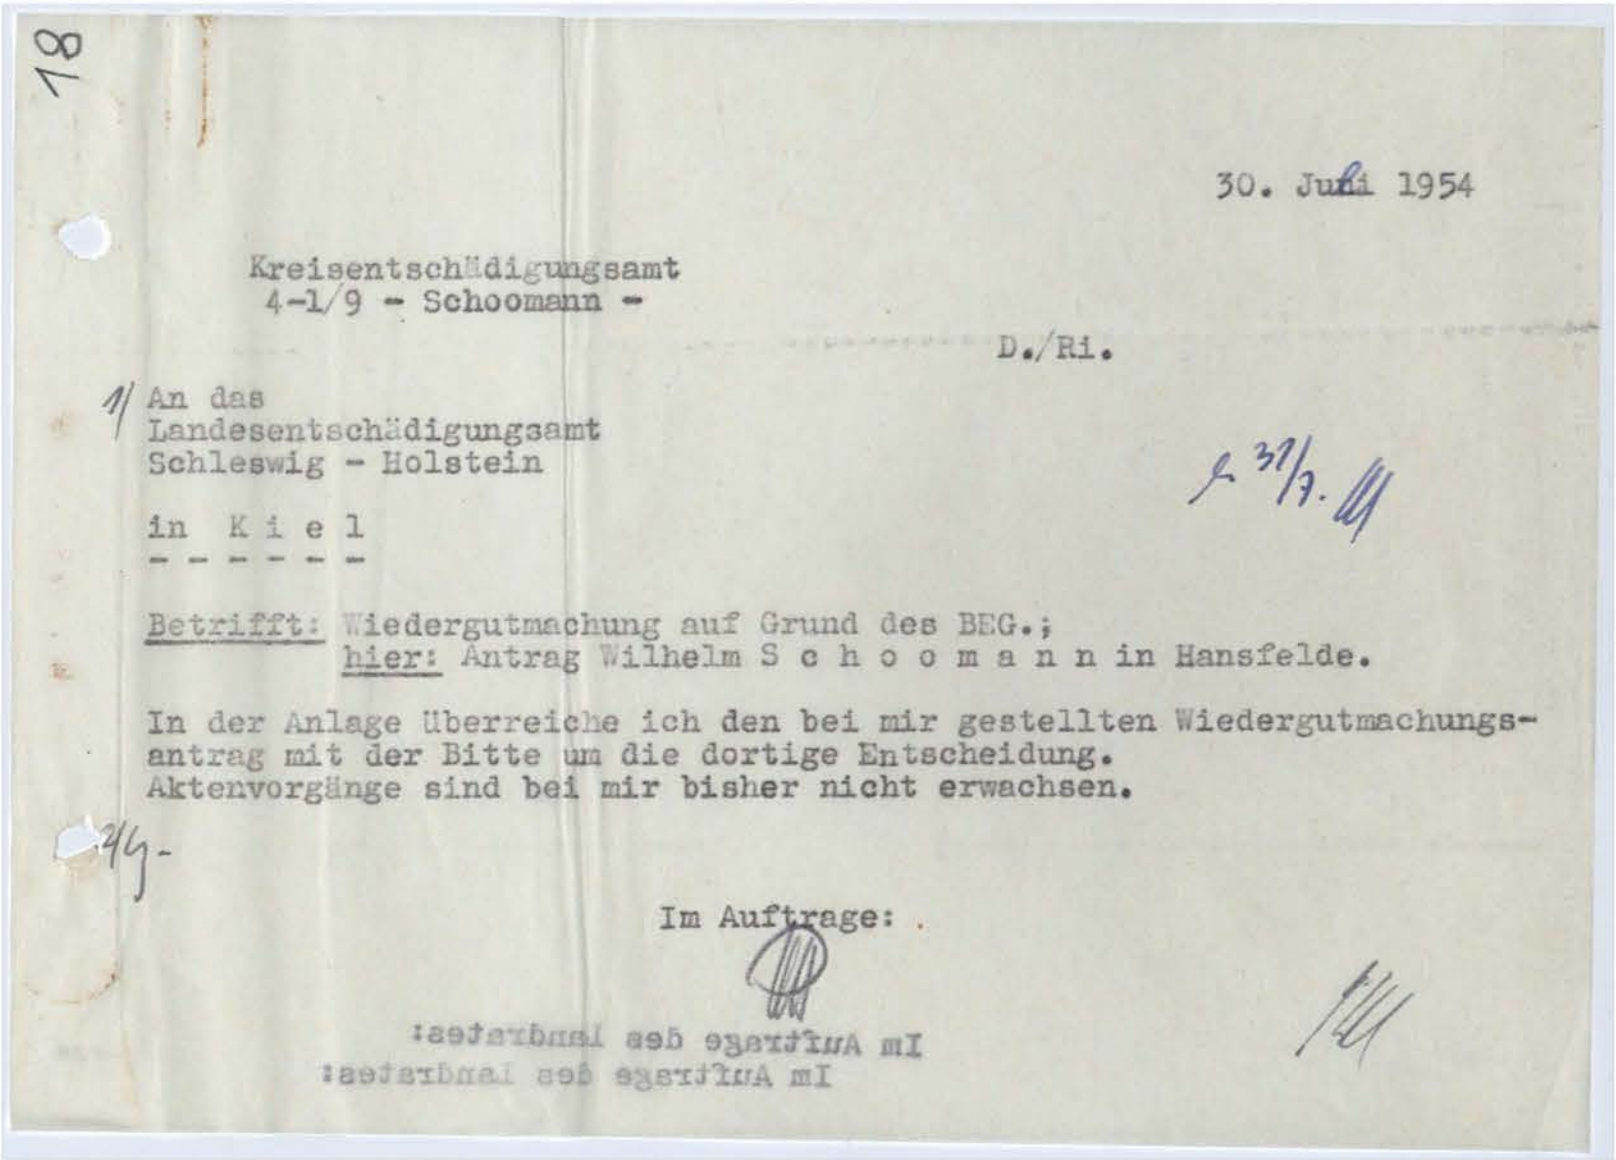 18
30. Juli 1954
Kreisentschädigungsamt
4-1/9 - Schoomann -
D./Ri.
1/ An das
Landesentschädigungsamt
Schleswig - Holstein
31/7.
in K i e l
- - - - - -
Betrifft: Wiedergutmachung auf Grund des BEG.;
hier: Antrag Wilhelm S c h o o m a n n in Hansfelde.
In der Anlage überreiche ich den bei mir gestellten Wiedergutmachungs-
antrag mit der Bitte um die dortige Entscheidung.
Aktenvorgänge sind bei mir bisher nicht erwachsen.
Im Auftrage:
Im Auftrage des Landrates:
Im Auftrage des Landrates: